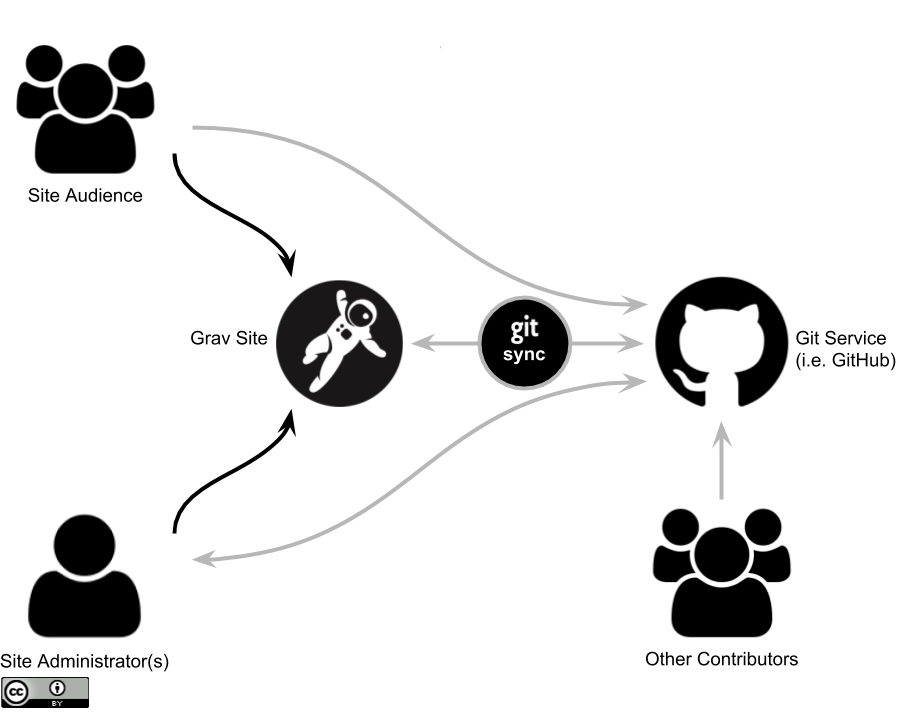 Site Audience
Grav Site
git
sync
Git Service
(i.e. GitHub)
Site Administrator(s)
Other Contributors
cc
BY